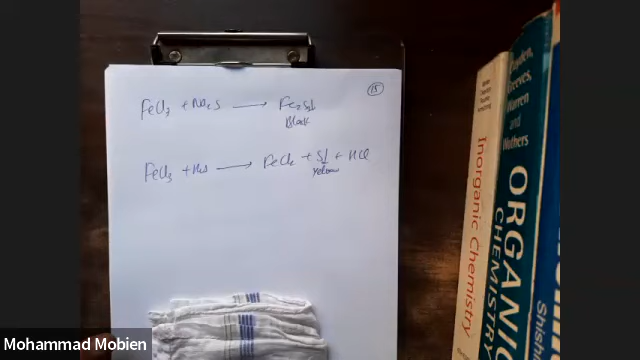 15
FeCl3 + Na2S → Fe2S3↓
Black
FeCl3 + H2S → FeCl2 + S↓ + HCl
Yellow
Inorganic Chemistry
Clayden,
Greeves,
Warren
and
Wothers
ORGANIC
CHEMISTRY
Mohammad Mobien